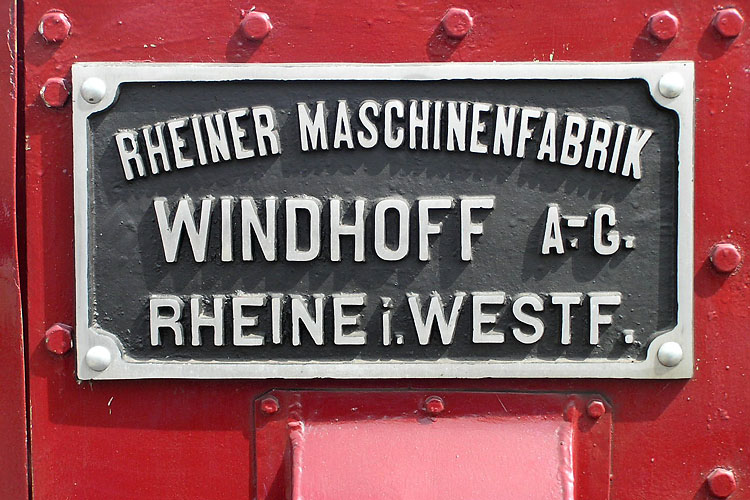 RHEINER MASCHINENFABRIK
WINDHOFF A.-G.
RHEINE i. WESTF.